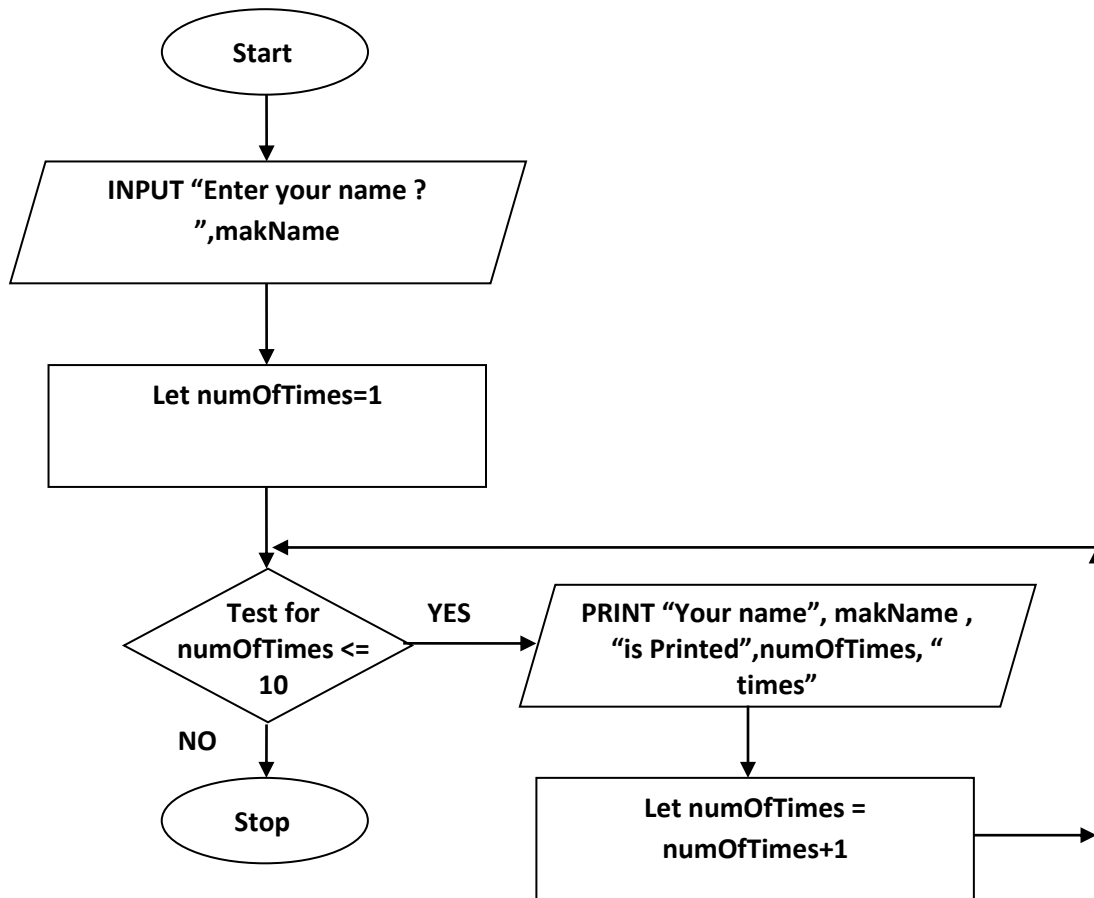 Start
INPUT “Enter your name ?
”,makName
Let numOfTimes=1
Test for
numOfTimes <=
10
YES
PRINT “Your name”, makName ,
“is Printed”,numOfTimes, “
times”
NO
Stop
Let numOfTimes =
numOfTimes+1